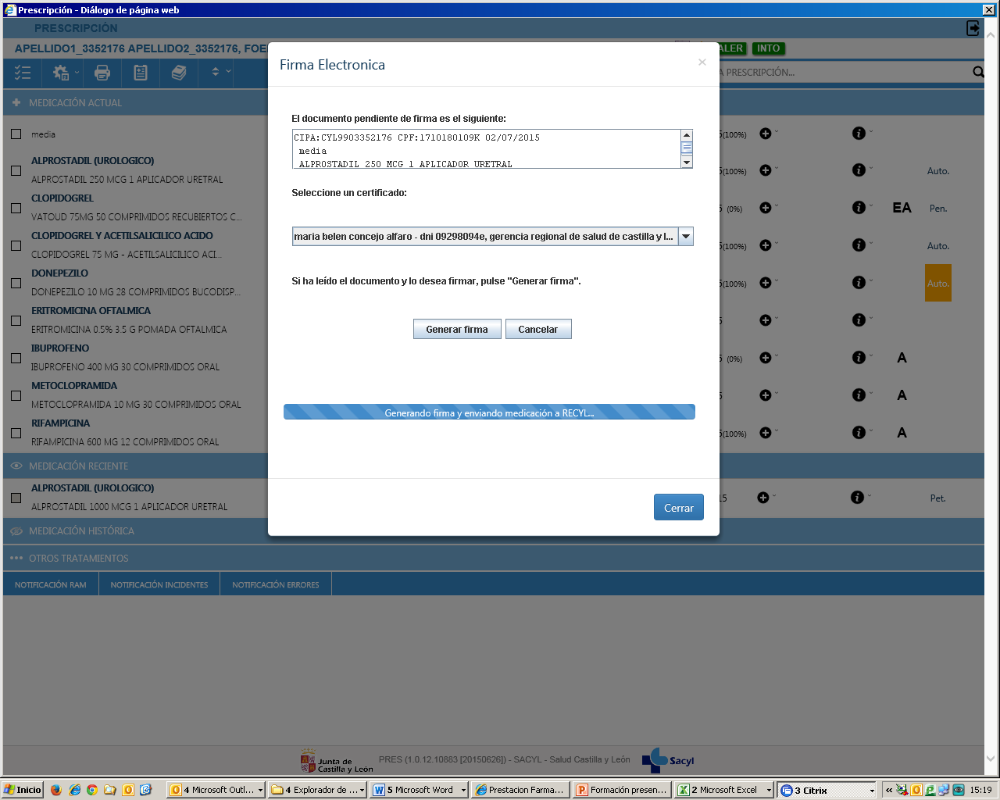 Prescripción - Diálogo de página web
PRESCRIPCIÓN
APELLIDO1_3352176 APELLIDO2_3352176, FOE
ALER INTO
PRESCRIPCIÓN...
MEDICACIÓN ACTUAL
media
(100%)
ALPROSTADIL (UROLOGICO)
ALPROSTADIL 250 MCG 1 APLICADOR URETRAL
(100%) Auto.
CLOPIDOGREL
VATOUD 75MG 50 COMPRIMIDOS RECUBIERTOS C...
(0%) EA Pen.
CLOPIDOGREL Y ACETILSALICILICO ACIDO
CLOPIDOGREL 75 MG - ACETILSALICILICO ACI...
(100%) Auto.
DONEPEZILO
DONEPEZILO 10 MG 28 COMPRIMIDOS BUCODISP...
(100%) Auto.
ERITROMICINA OFTALMICA
ERITROMICINA 0.5% 3.5 G POMADA OFTALMICA
IBUPROFENO
IBUPROFENO 400 MG 30 COMPRIMIDOS ORAL
(0%) A
METOCLOPRAMIDA
METOCLOPRAMIDA 10 MG 30 COMPRIMIDOS ORAL
A
RIFAMPICINA
RIFAMPICINA 600 MG 12 COMPRIMIDOS ORAL
(100%) A
MEDICACIÓN RECIENTE
ALPROSTADIL (UROLOGICO)
ALPROSTADIL 1000 MCG 1 APLICADOR URETRAL
15 Pet.
MEDICACIÓN HISTÓRICA
OTROS TRATAMIENTOS
NOTIFICACIÓN RAM NOTIFICACIÓN INCIDENTES NOTIFICACIÓN ERRORES
Firma Electronica
El documento pendiente de firma es el siguiente:
CIPA:CYL9903352176 CPF:1710180109K 02/07/2015
media
ALPROSTADIL 250 MCG 1 APLICADOR URETRAL
Seleccione un certificado:
maria belen concejo alfaro - dni 09298094e, gerencia regional de salud de castilla y l...
Si ha leído el documento y lo desea firmar, pulse "Generar firma".
Generar firma Cancelar
Generando firma y enviando medicación a RECYL...
Cerrar
Junta de
Castilla y León
PRES (1.0.12.10883 [20150626]) - SACYL - Salud Castilla y León
Sacyl
Inicio 4 Microsoft Outl... 4 Explorador de ... 5 Microsoft Word Prestacion Farma... Formación presen... 2 Microsoft Excel 3 Citrix « 15:19